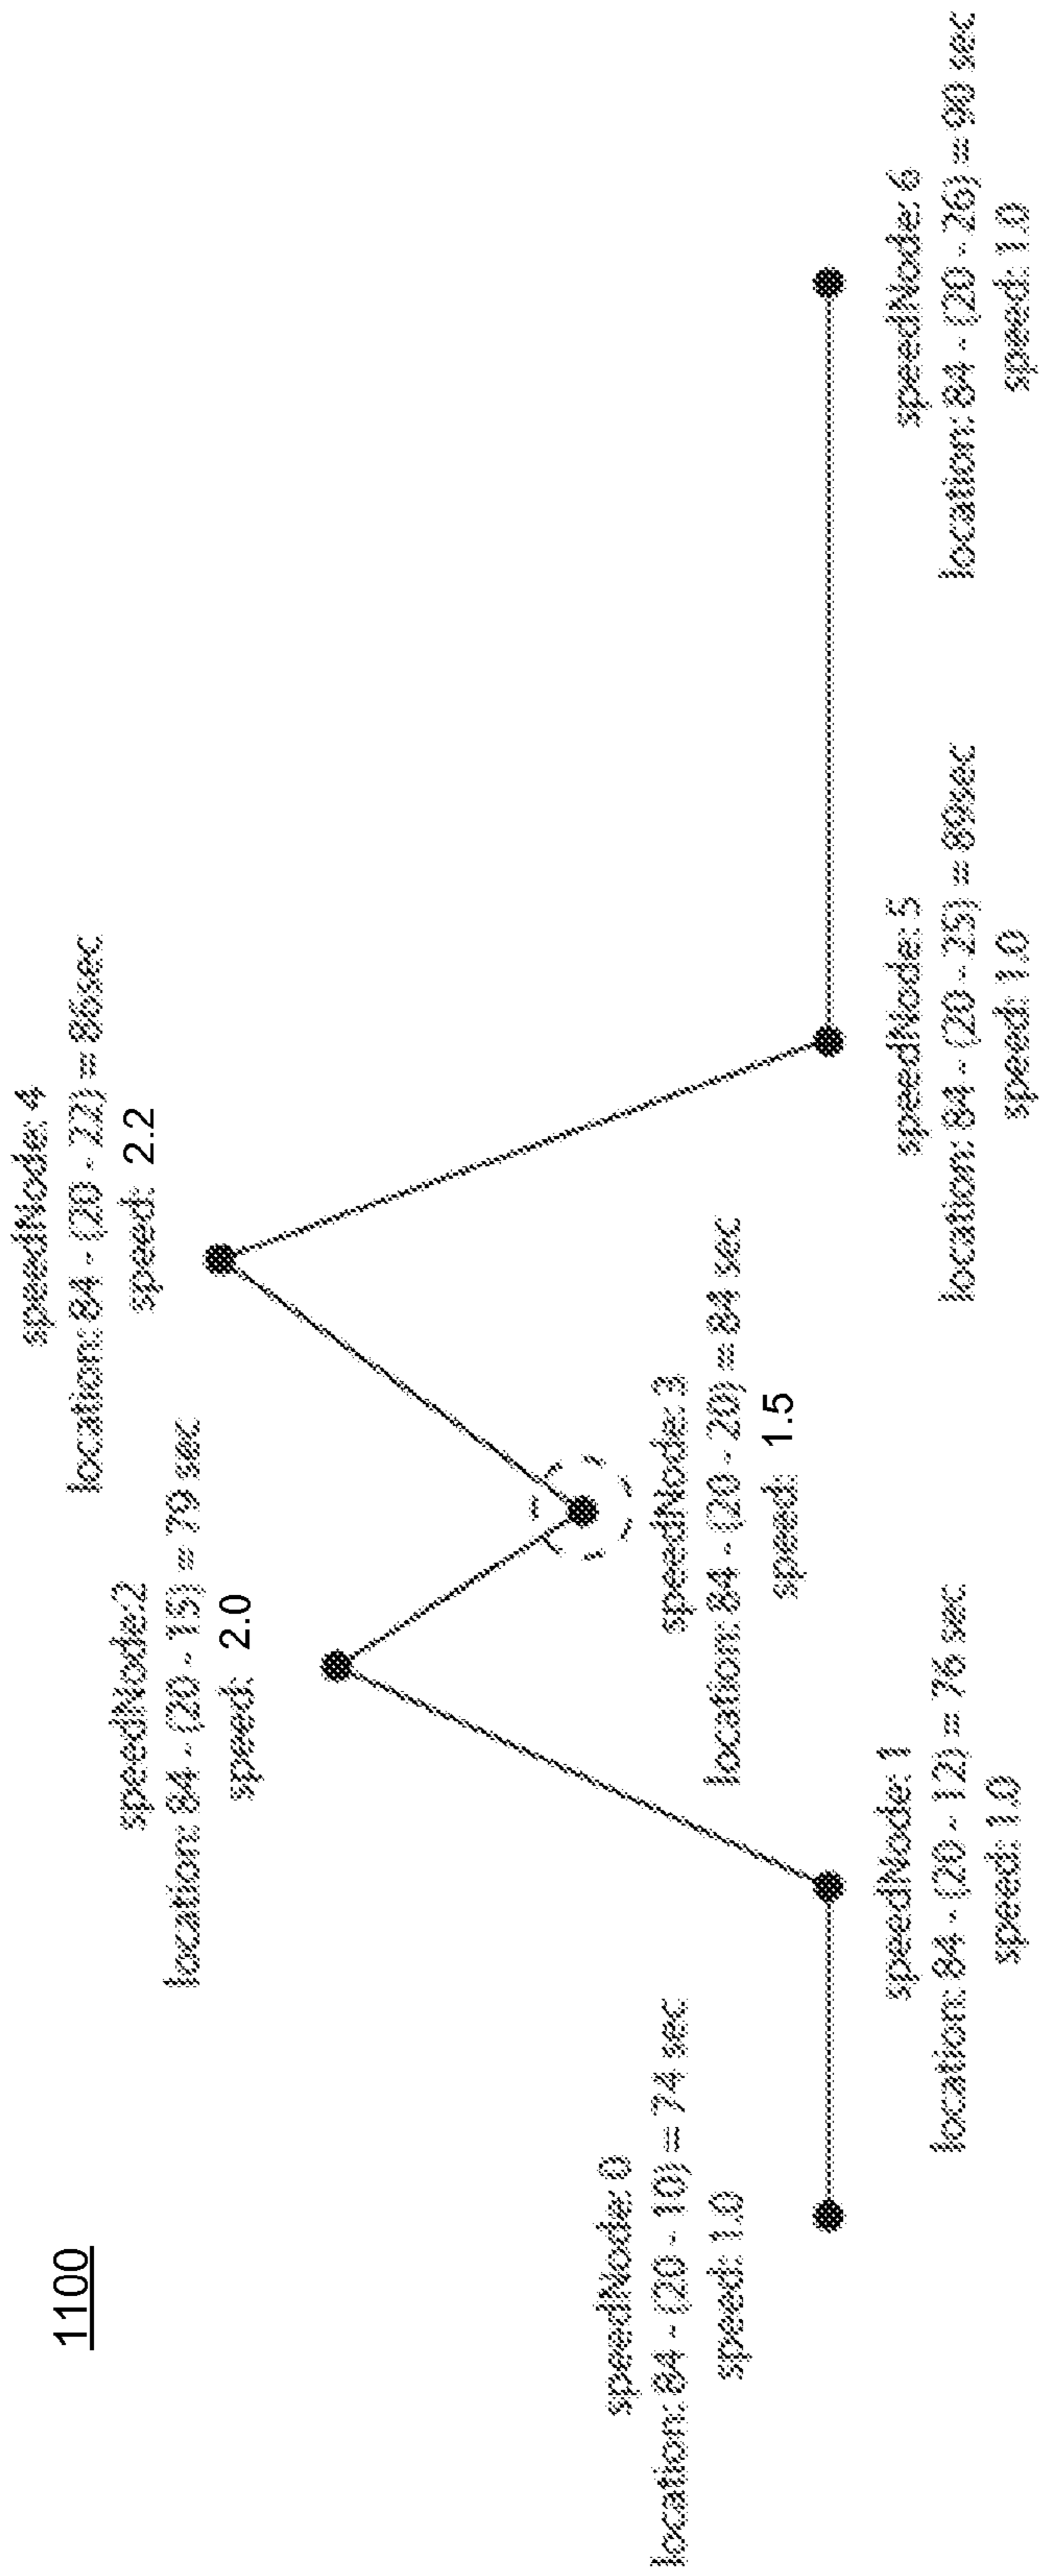 1100
speedNode: 0
location: 84 - (20 - 10) = 74 sec
speed: 1.0
speedNode: 1
location: 84 - (20 - 12) = 76 sec
speed: 1.0
speedNode:2
location: 84 - (20 - 15) = 79 sec
speed: 2.0
speedNode: 3
location: 84 - (20 - 20) = 84 sec
speed: 1.5
speedNode: 4
location: 84 - (20 - 22) = 86sec
speed: 2.2
speedNode: 5
location: 84 - (20 - 25) = 89sec
speed: 1.0
speedNode: 6
location: 84 - (20 - 26) = 90 sec
speed: 1.0